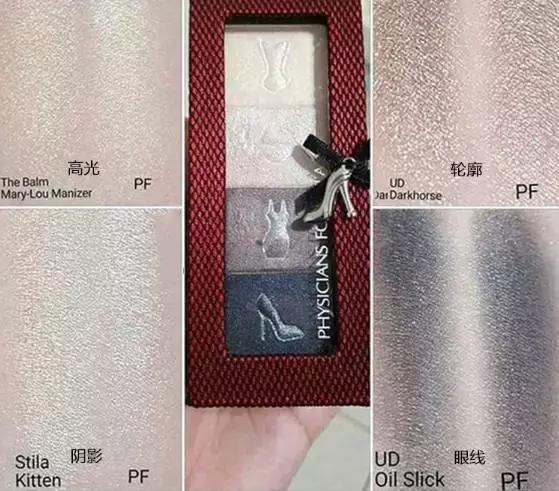 高光
The Balm
Mary-Lou Manizer
PF
PHYSICIANS FO
轮廓
UD
Darkhorse
PF
阴影
Stila
Kitten
PF
眼线
UD
Oil Slick
PF